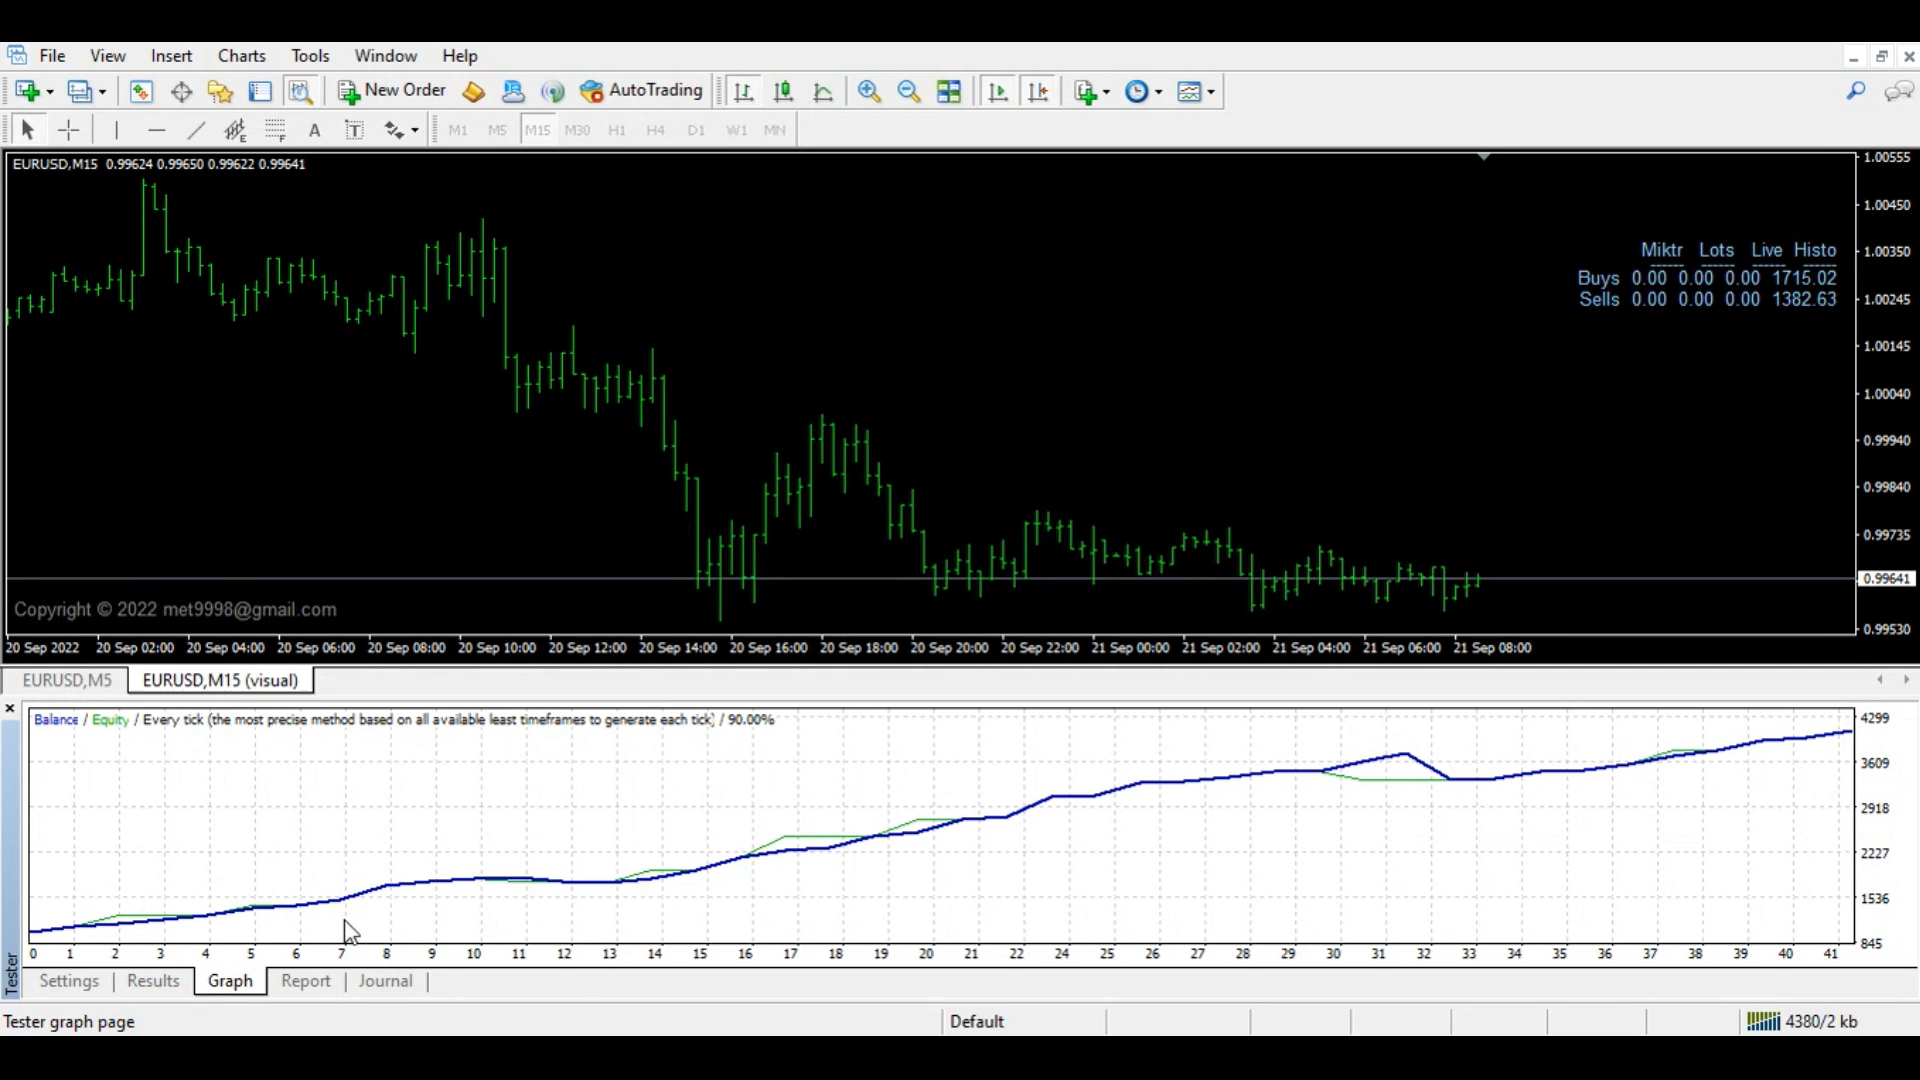 File View Insert Charts Tools Window Help
New Order AutoTrading
A T M1 M5 M15 M30 H1 H4 D1 W1 MN
EURUSD,M15 0.99624 0.99650 0.99622 0.99641
1.00555
1.00450
1.00350
1.00245
1.00145
1.00040
0.99940
0.99840
0.99735
0.99641
0.99530
Miktr Lots Live Histo
Buys 0.00 0.00 0.00 1715.02
Sells 0.00 0.00 0.00 1382.63
Copyright © 2022 met9998@gmail.com
20 Sep 2022 20 Sep 02:00 20 Sep 04:00 20 Sep 06:00 20 Sep 08:00 20 Sep 10:00 20 Sep 12:00 20 Sep 14:00 20 Sep 16:00 20 Sep 18:00 20 Sep 20:00 20 Sep 22:00 21 Sep 00:00 21 Sep 02:00 21 Sep 04:00 21 Sep 06:00 21 Sep 08:00
EURUSD,M5 EURUSD,M15 (visual)
Balance / Equity / Every tick (the most precise method based on all available least timeframes to generate each tick) / 90.00%
4299
3609
2918
2227
1536
845
0 1 2 3 4 5 6 7 8 9 10 11 12 13 14 15 16 17 18 19 20 21 22 23 24 25 26 27 28 29 30 31 32 33 34 35 36 37 38 39 40 41
Tester
Settings Results Graph Report Journal
Tester graph page Default 4380/2 kb